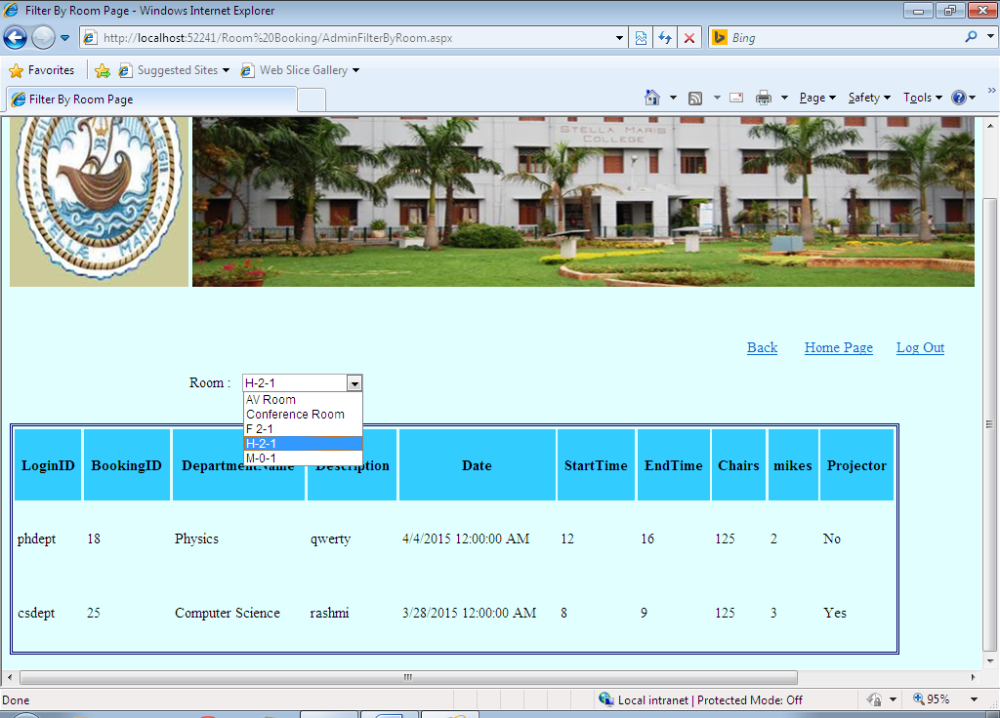 Filter By Room Page - Windows Internet Explorer
http://localhost:52241/Room%20Booking/AdminFilterByRoom.aspx
Bing
Favorites Suggested Sites Web Slice Gallery
Filter By Room Page
Page Safety Tools
STELLA MARIS
COLLEGE
STELLA MARIS
Back Home Page Log Out
Room : H-2-1
AV Room
Conference Room
F 2-1
H-2-1
M-0-1
LoginID BookingID DepartmentName Description Date StartTime EndTime Chairs mikes Projector
phdept 18 Physics qwerty 4/4/2015 12:00:00 AM 12 16 125 2 No
csdept 25 Computer Science rashmi 3/28/2015 12:00:00 AM 8 9 125 3 Yes
Done Local intranet | Protected Mode: Off 95%